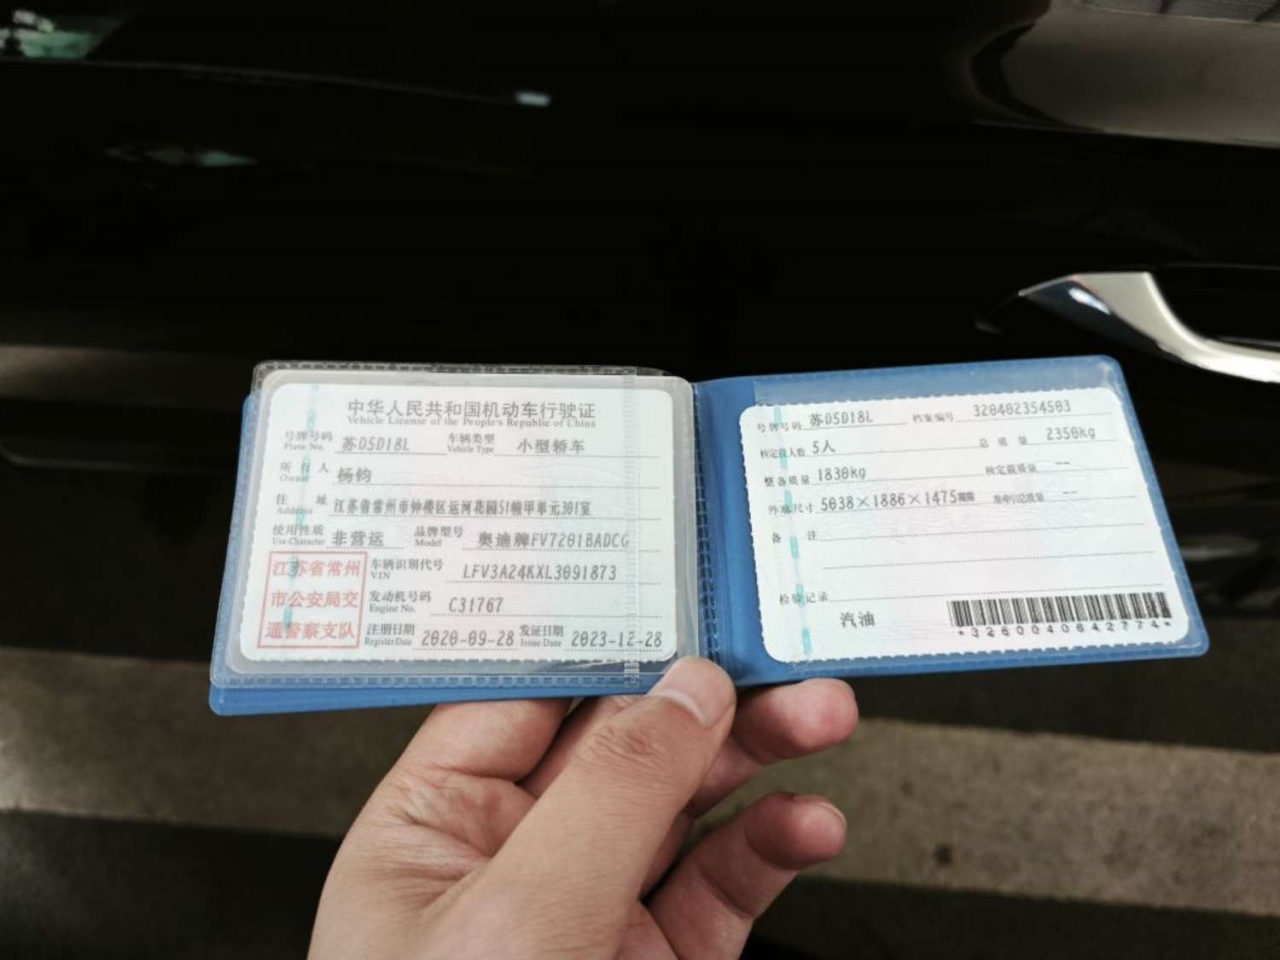 中华人民共和国机动车行驶证
Vehicle License of the People's Republic of China
号牌号码 Plate No. 苏D5D18L 车辆类型 Vehicle Type 小型轿车
所有人 Owner 杨钧
住址 Address 江苏省常州市钟楼区运河花园51幢甲单元301室
使用性质 Use Character 非营运 品牌型号 Model 奥迪牌FV7201BADCG
江苏省常州
市公安局交
通警察支队
车辆识别代号 VIN LFV3A24KXL3091873
发动机号码 Engine No. C31767
注册日期 Register Date 2020-09-28 发证日期 Issue Date 2023-12-28
号牌号码 苏D5D18L 档案编号 320402354503
核定载人数 5人 总质量 2350kg
整备质量 1830kg 核定载质量 --
外廓尺寸 5038×1886×1475mm 准牵引总质量 --
备注
检验记录
汽油
*3260040642774*